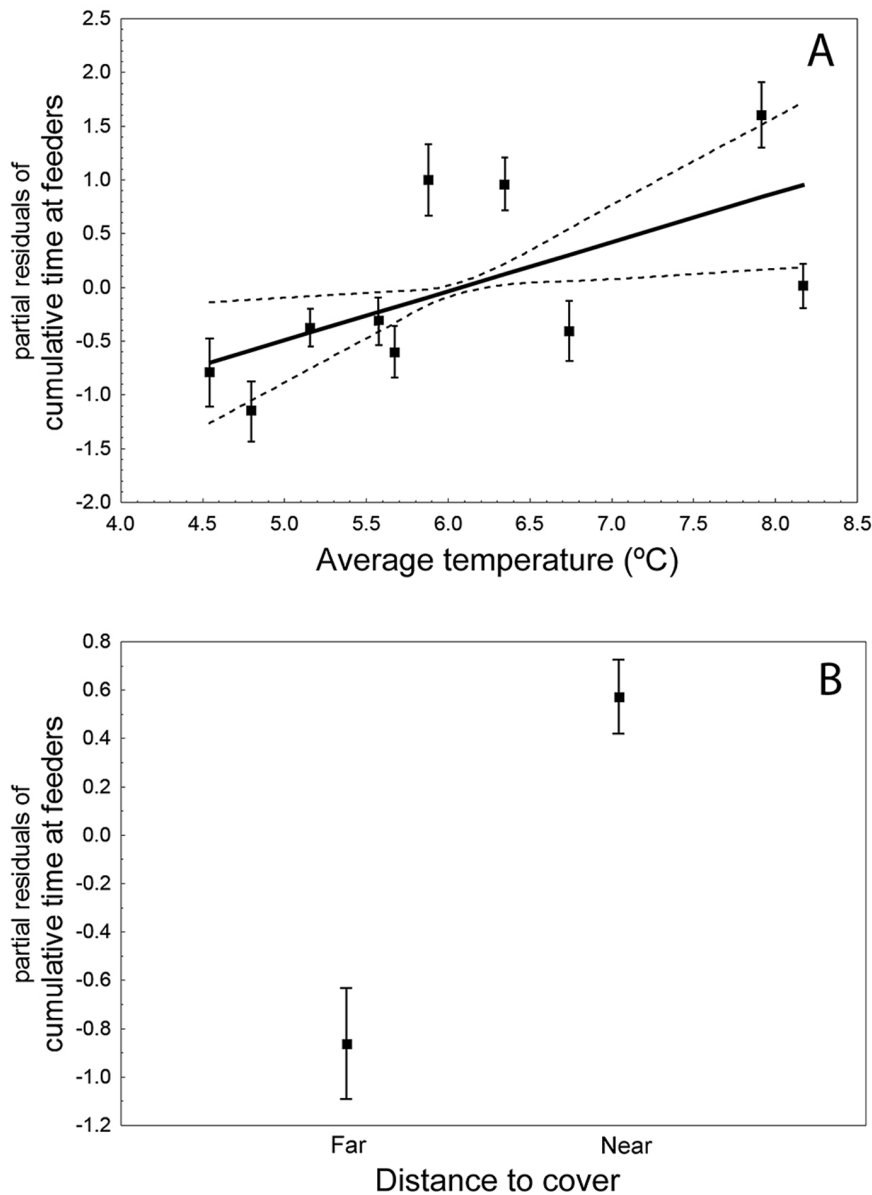 A
partial residuals of
cumulative time at feeders
2.5
2.0
1.5
1.0
0.5
0.0
-0.5
-1.0
-1.5
-2.0
4.0 4.5 5.0 5.5 6.0 6.5 7.0 7.5 8.0 8.5
Average temperature (ºC)
B
partial residuals of
cumulative time at feeders
0.8
0.6
0.4
0.2
0.0
-0.2
-0.4
-0.6
-0.8
-1.0
-1.2
Far Near
Distance to cover